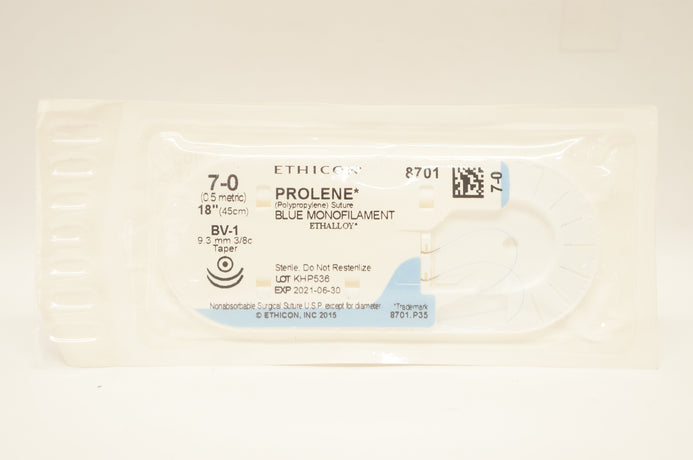 ETHICON*
8701
7-0
7-0
(0.5 metric)
18" (45cm)
PROLENE*
(Polypropylene) Suture
BLUE MONOFILAMENT
ETHALLOY*
BV-1
9.3 mm 3/8c
Taper
Sterile. Do Not Resterilize
LOT KHP536
EXP 2021-06-30
Nonabsorbable Surgical Suture U.S.P. except for diameter
*Trademark
© ETHICON, INC 2015
8701.P35